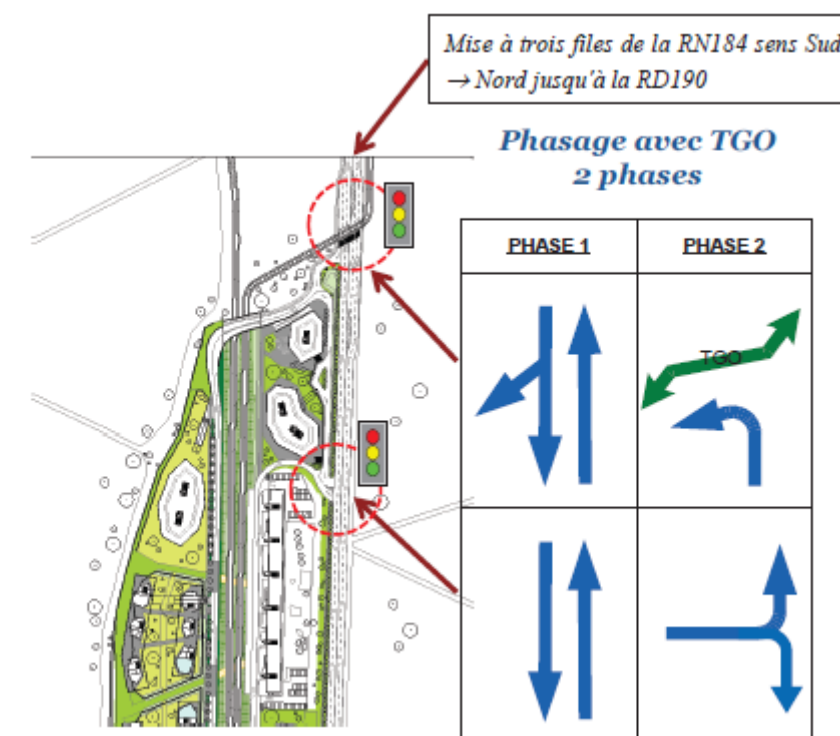 Mise à trois files de la RN184 sens Sud
→ Nord jusqu'à la RD190
Phasage avec TGO
2 phases
PHASE 1
PHASE 2
TGO